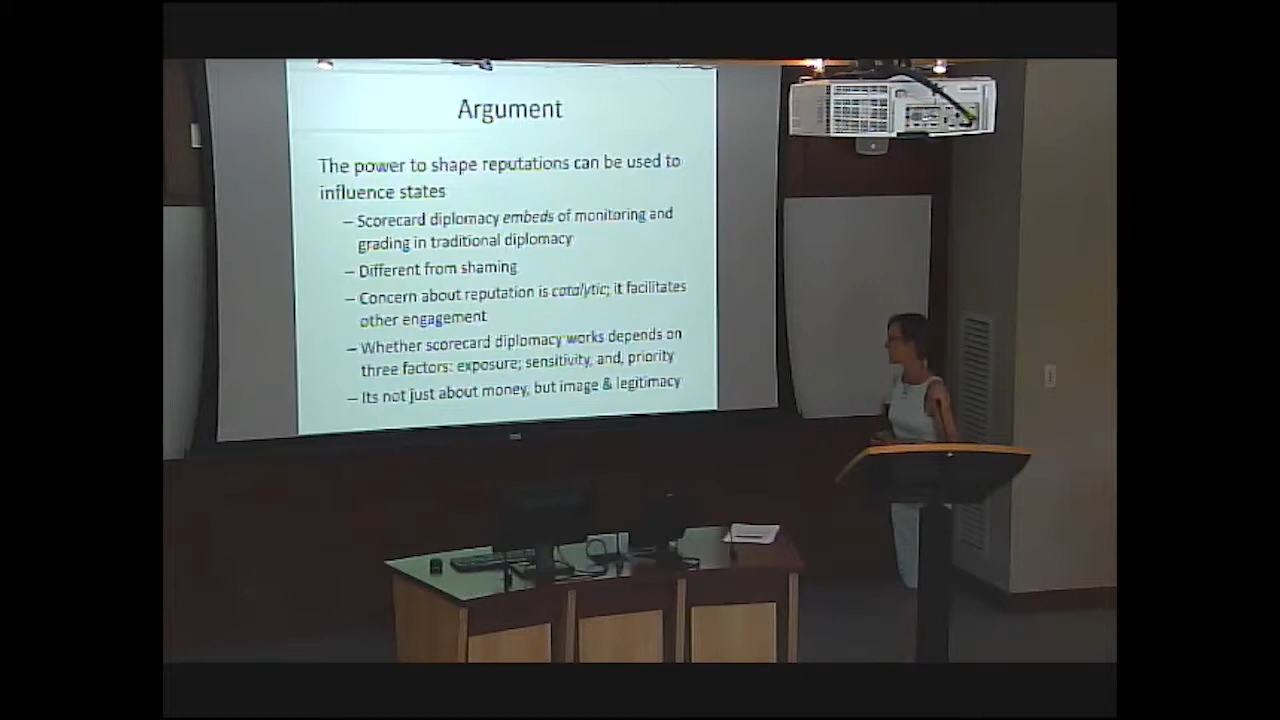 Argument
The power to shape reputations can be used to
influence states
– Scorecard diplomacy embeds of monitoring and
grading in traditional diplomacy
– Different from shaming
– Concern about reputation is catalytic; it facilitates
other engagement
– Whether scorecard diplomacy works depends on
three factors: exposure; sensitivity, and, priority
– Its not just about money, but image & legitimacy